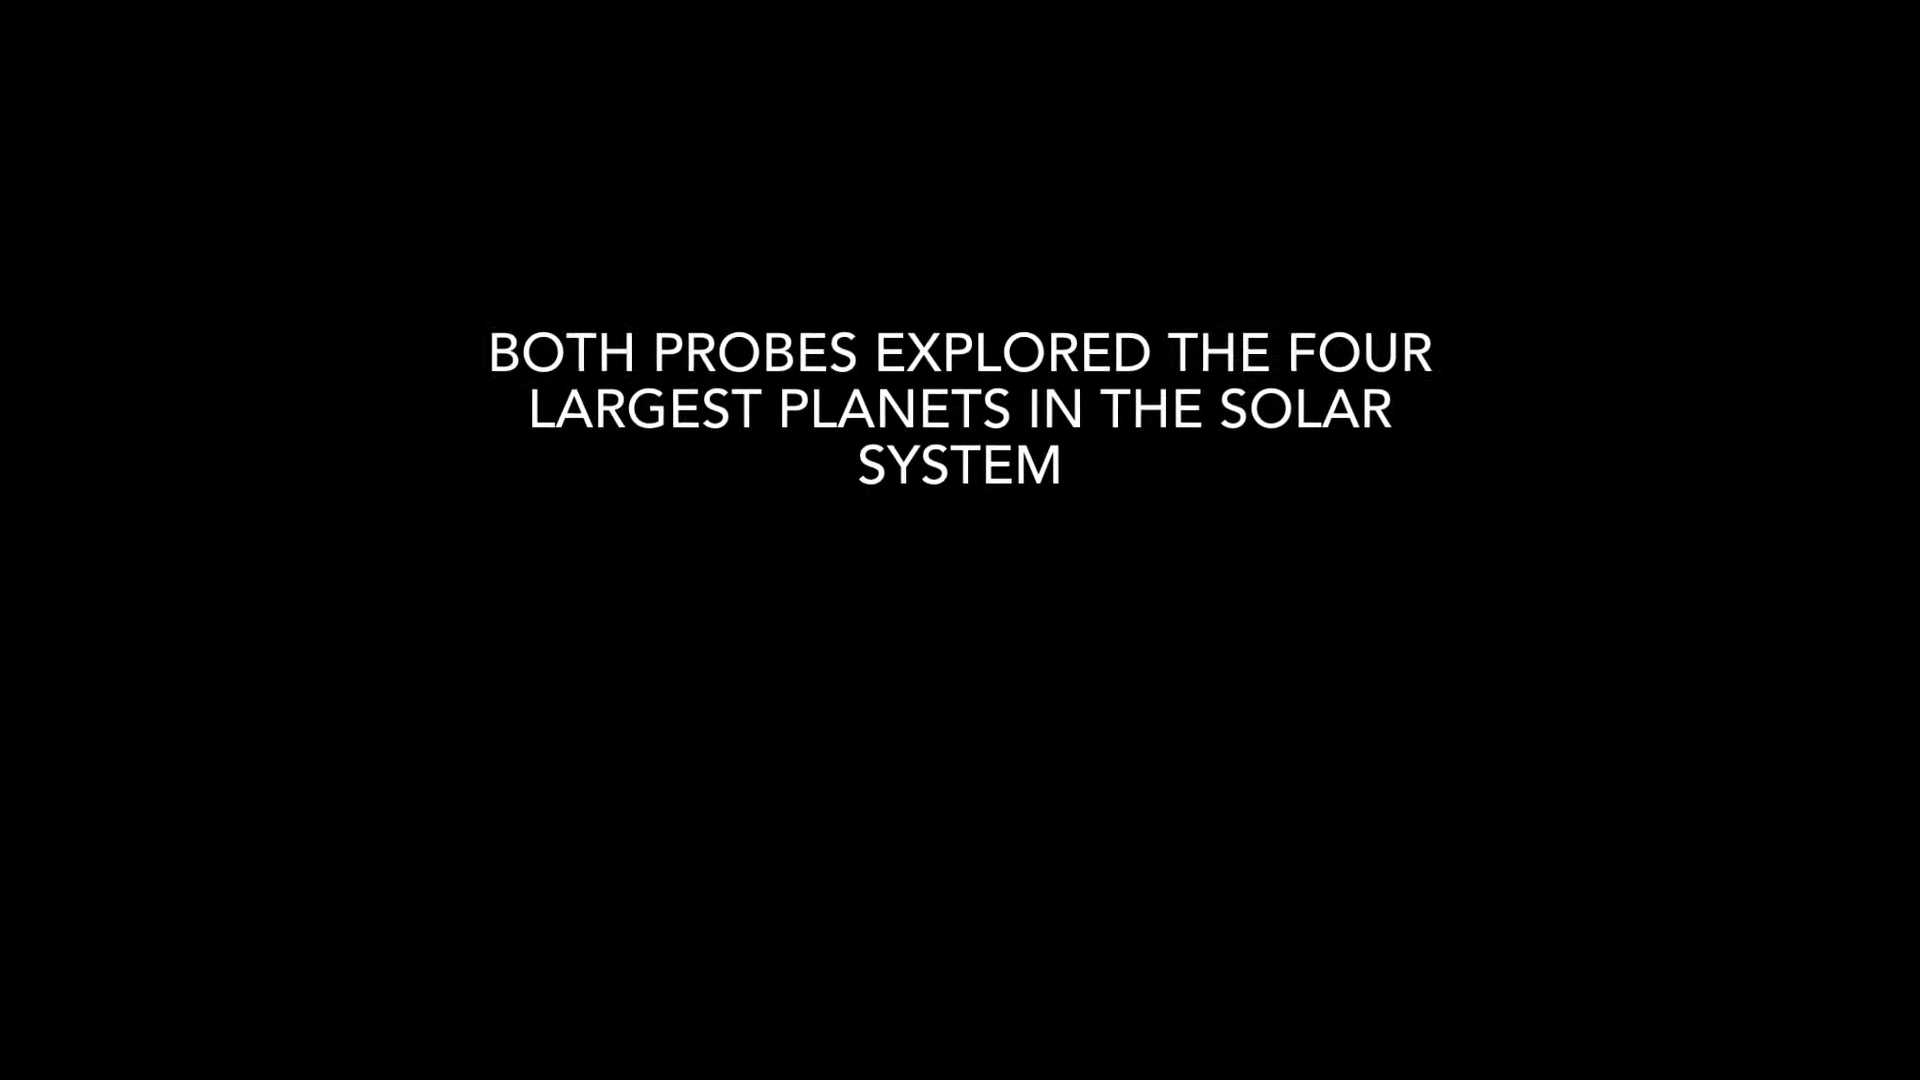 BOTH PROBES EXPLORED THE FOUR
LARGEST PLANETS IN THE SOLAR
SYSTEM